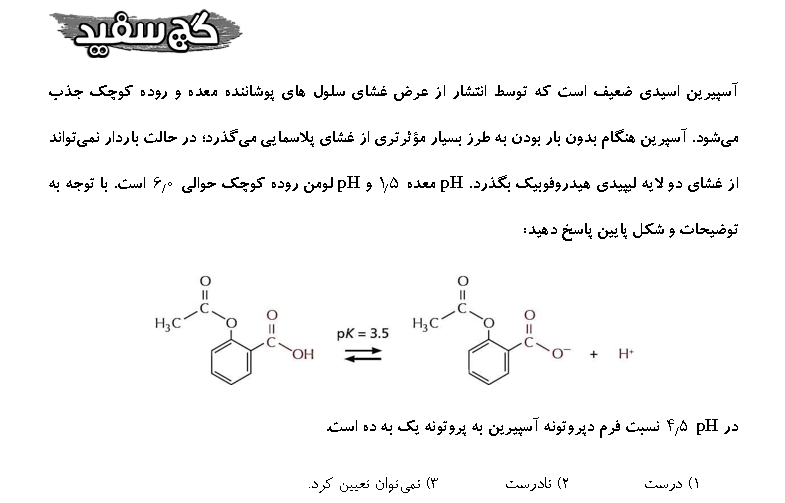 گچ سفید
آسپیرین اسیدی ضعیف است که توسط انتشار از عرض غشای سلول های پوشاننده معده و روده کوچک جذب
می‌شود. آسپرین هنگام بدون بار بودن به طرز بسیار مؤثرتری از غشای پلاسمایی می‌گذرد؛ در حالت باردار نمی‌تواند
از غشای دو لایه لیپیدی هیدروفوبیک بگذرد. pH معده ۱٫۵ و pH لومن روده کوچک حوالی ۶٫۰ است. با توجه به
توضیحات و شکل پایین پاسخ دهید:
O
||
C
H₃C O O
||
C
OH
pK = 3.5
O
||
C
H₃C O O
||
C
O⁻ + H⁺
در pH ۴٫۵ نسبت فرم دپروتونه آسپیرین به پروتونه یک به ده است.
۱) درست ۲) نادرست ۳) نمی‌توان تعیین کرد.